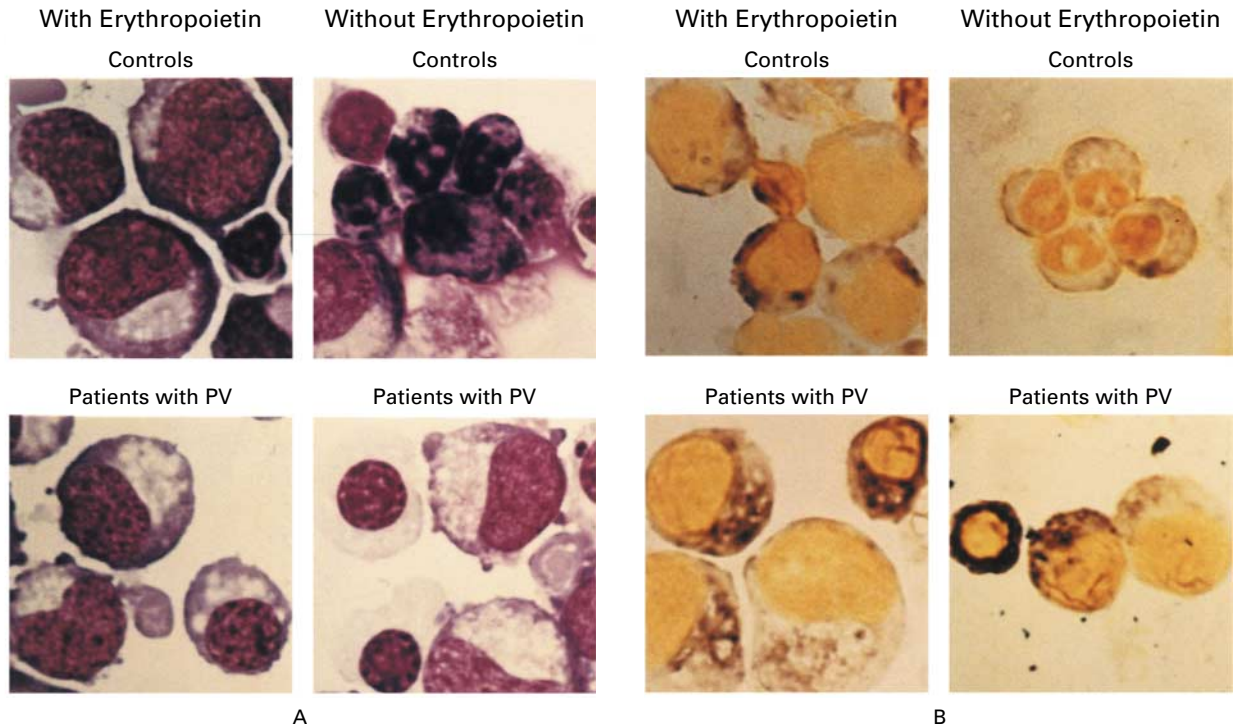 With Erythropoietin
Without Erythropoietin
With Erythropoietin
Without Erythropoietin
Controls
Controls
Controls
Controls
Patients with PV
Patients with PV
Patients with PV
Patients with PV
A
B